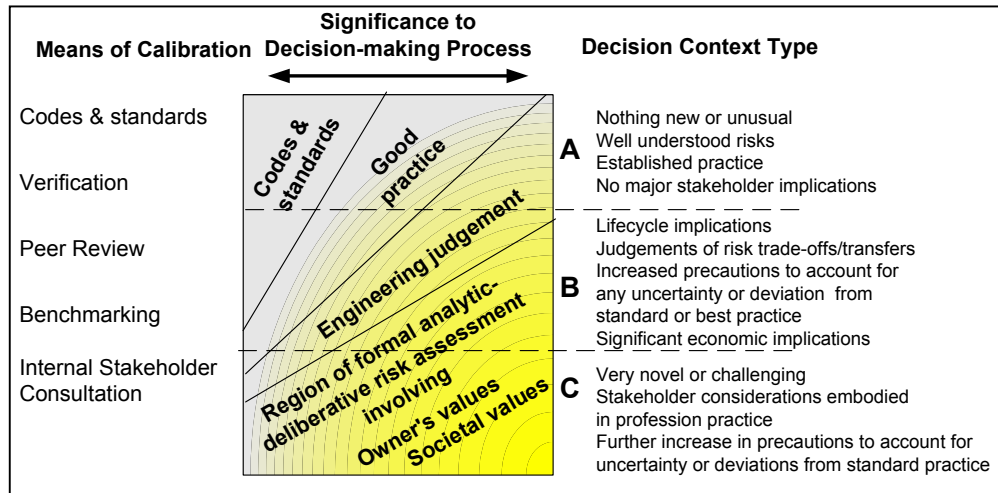 Means of Calibration
Significance to
Decision-making Process
Decision Context Type
Codes & standards
Verification
Peer Review
Benchmarking
Internal Stakeholder
Consultation
Codes &
standards
Good
practice
Engineering judgement
Region of formal analytic-
deliberative risk assessment
involving
Owner's values
Societal values
A
Nothing new or unusual
Well understood risks
Established practice
No major stakeholder implications
B
Lifecycle implications
Judgements of risk trade-offs/transfers
Increased precautions to account for
any uncertainty or deviation from
standard or best practice
Significant economic implications
C
Very novel or challenging
Stakeholder considerations embodied
in profession practice
Further increase in precautions to account for
uncertainty or deviations from standard practice